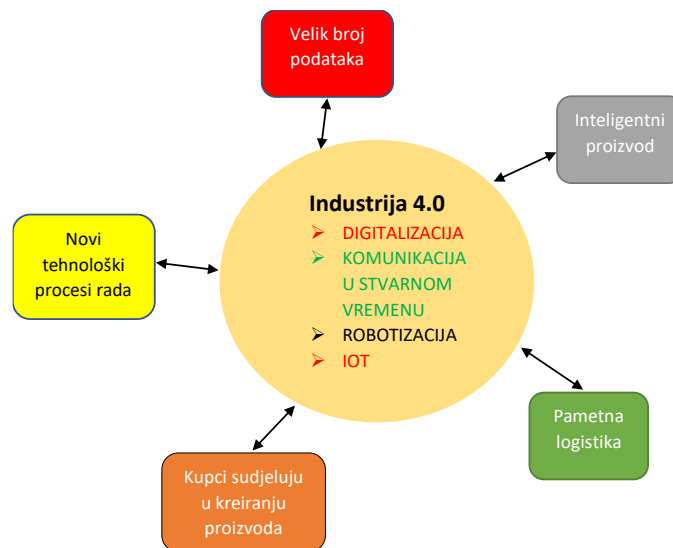 Velik broj
podataka
Inteligentni
proizvod
Industrija 4.0
DIGITALIZACIJA
KOMUNIKACIJA
U STVARNOM
VREMENU
ROBOTIZACIJA
IOT
Novi
tehnološki
procesi rada
Pametna
logistika
Kupci sudjeluju
u kreiranju
proizvoda